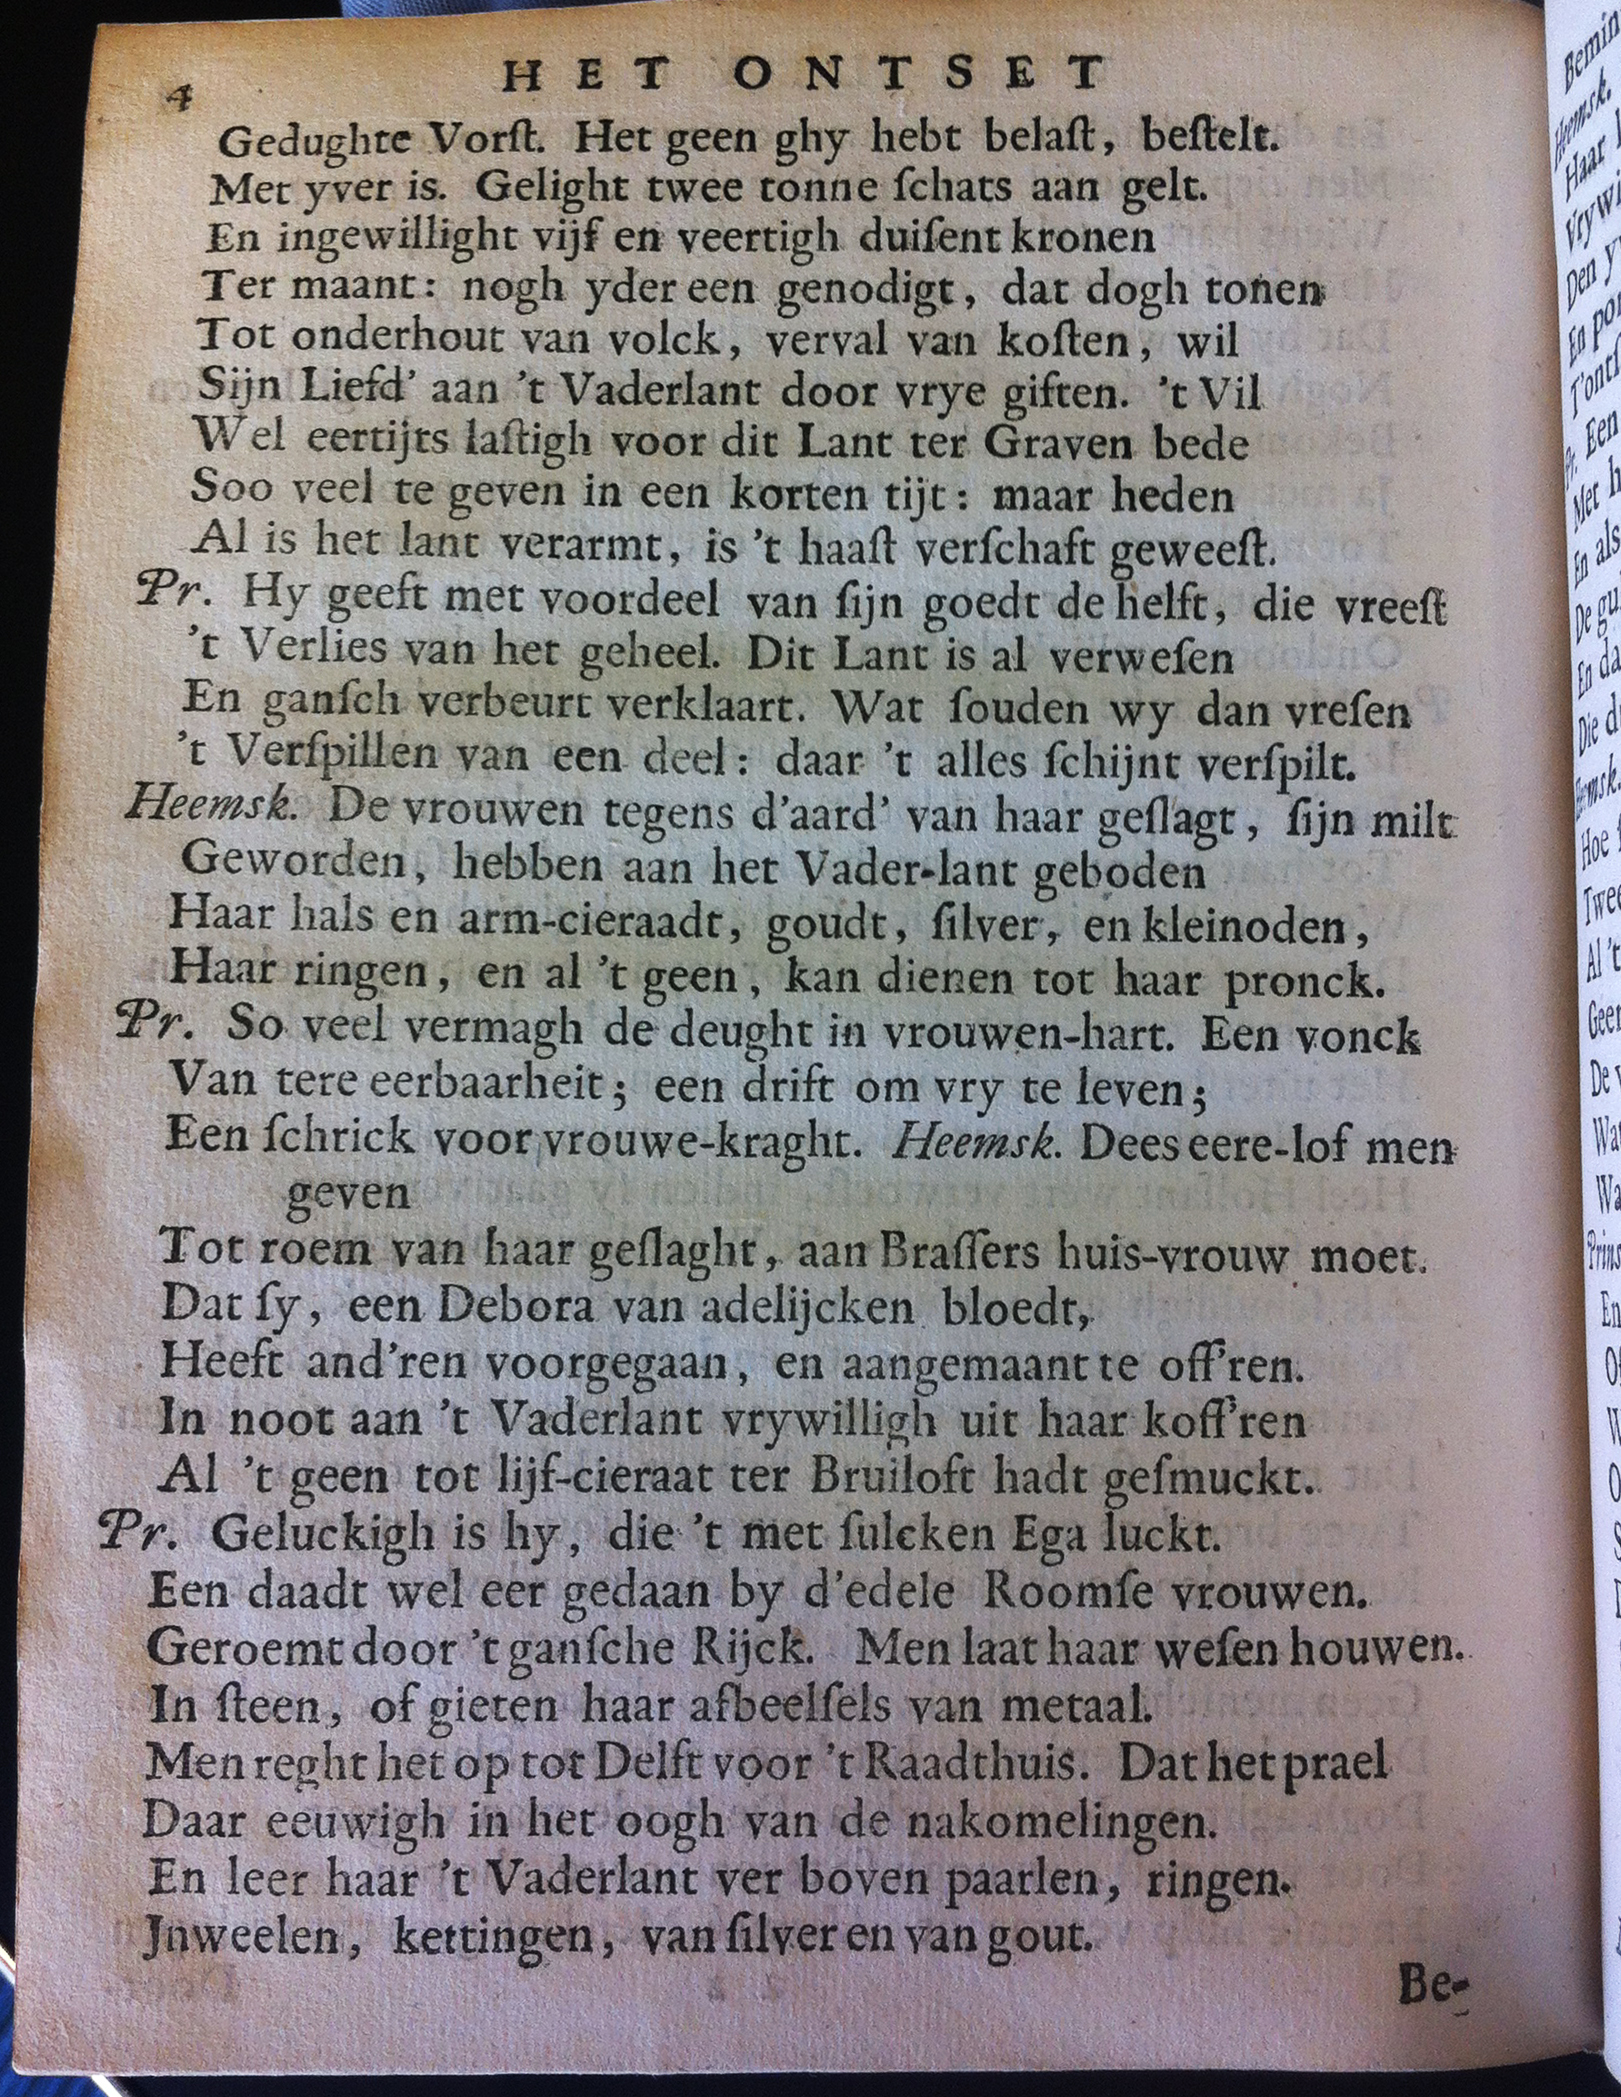 4 HET ONTSET
Gedughte Vorſt. Het geen ghy hebt belaſt, beſtelt.
Met yver is. Gelight twee tonne ſchats aan gelt.
En ingewillight vijf en veertigh duiſent kronen
Ter maant: nogh yder een genodigt, dat dogh tonen
Tot onderhout van volck, verval van koſten, wil
Sijn Liefd' aan 't Vaderlant door vrye giften. 't Vil
Wel eertijts laſtigh voor dit Lant ter Graven bede
Soo veel te geven in een korten tijt: maar heden
Al is het lant verarmt, is 't haaſt verſchaft geweeſt.
Pr. Hy geeft met voordeel van ſijn goedt de helft, die vreeſt
't Verlies van het geheel. Dit Lant is al verweſen
En ganſch verbeurt verklaart. Wat ſouden wy dan vreſen
't Verſpillen van een deel: daar 't alles ſchijnt verſpilt.
Heemsk. De vrouwen tegens d'aard' van haar geſlagt, ſijn milt
Geworden, hebben aan het Vader-lant geboden
Haar hals en arm-cieraadt, goudt, ſilver, en kleinoden,
Haar ringen, en al 't geen, kan dienen tot haar pronck.
Pr. So veel vermagh de deught in vrouwen-hart. Een vonck
Van tere eerbaarheit; een drift om vry te leven;
Een ſchrick voor vrouwe-kraght. Heemsk. Dees eere-lof men
geven
Tot roem van haar geſlaght, aan Braſſers huis-vrouw moet.
Dat ſy, een Debora van adelijcken bloedt,
Heeft and'ren voorgegaan, en aangemaant te off'ren.
In noot aan 't Vaderlant vrywilligh uit haar koff'ren
Al 't geen tot lijf-cieraat ter Bruiloft hadt geſmuckt.
Pr. Geluckigh is hy, die 't met ſulcken Ega luckt.
Een daadt wel eer gedaan by d'edele Roomſe vrouwen.
Geroemt door 't ganſche Rijck. Men laat haar weſen houwen.
In ſteen, of gieten haar afbeelſels van metaal.
Men reght het op tot Delft voor 't Raadthuis. Dat het prael
Daar eeuwigh in het oogh van de nakomelingen.
En leer haar 't Vaderlant ver boven paarlen, ringen.
Jnweelen, kettingen, van ſilver en van gout.
Be-